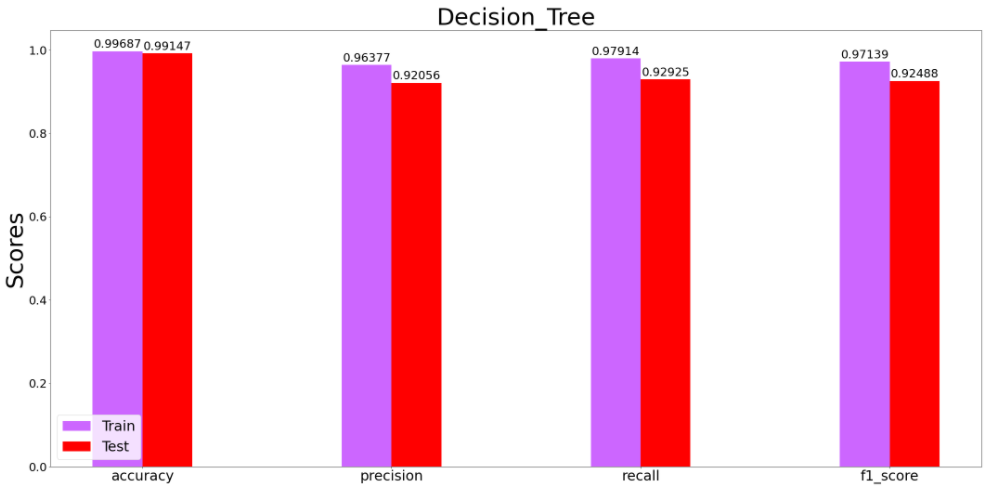 Decision_Tree
Scores
1.0
0.8
0.6
0.4
0.2
0.0
0.99687 0.99147
0.96377 0.92056
0.97914 0.92925
0.97139 0.92488
Train
Test
accuracy precision recall f1_score